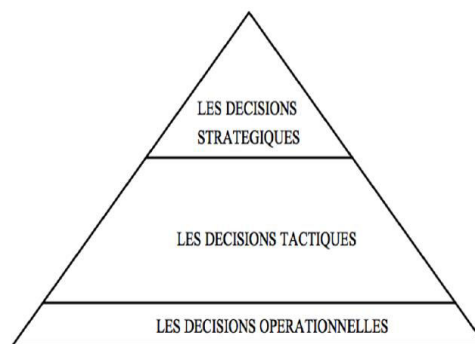 LES DECISIONS
STRATEGIQUES
LES DECISIONS TACTIQUES
LES DECISIONS OPERATIONNELLES